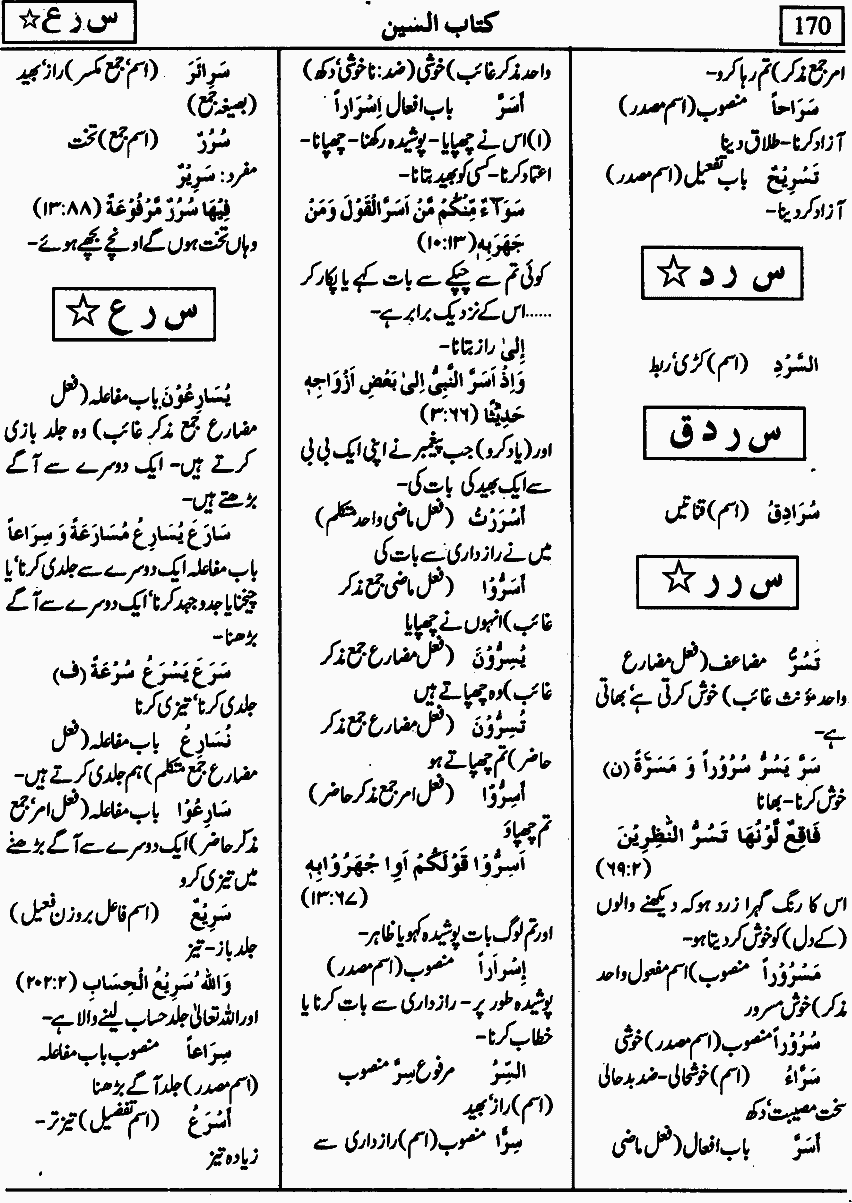 170
کتاب السین
س ر ع ☆
امر جمع مذکر) تم رہا کرو-
سَرَاحاً منصوب (اسم مصدر)
آزاد کرنا- طلاق دینا
تَسْرِیْحٌ باب تفعیل (اسم مصدر)
آزاد کر دینا-
س ر د ☆
السَّرْدِ (اسم) کڑی‘ ربط
س ر د ق
سُرَادِقُ (اسم) قناتیں
س ر ر ☆
تَسُرُّ مضاعف (فعل مضارع
واحد مؤنث غائب) خوش کرتی ہے‘ بھاتی
ہے-
سَرَّ یَسُرُّ سُرُوْراً وَ مَسَرَّةً (ن)
خوش کرنا- بھانا
فَاقِعٌ لَّوْنُهَا تَسُرُّ النّٰظِرِیْنَ
(۶۹:۲)
اس کا رنگ گہرا زرد ہو کہ دیکھنے والوں
(کے دل) کو خوش کر دیتا ہو-
مَسْرُوْراً منصوب) اسم مفعول واحد
مذکر) خوش‘ مسرور
سُرُوْراً منصوب (اسم مصدر) خوشی
سَرَّاءُ (اسم) خوشحالی- ضد بدحالی
سخت مصیبت‘ دکھ
أَسَرَّ باب افعال (فعل ماضی
واحد مذکر غائب) خوشی (ضد: ناخوشی‘ دکھ)
أَسَرَّ باب افعال اِسْرَاراً
(۱) اس نے چھپایا- پوشیدہ رکھنا- چھپانا-
اعتماد کرنا- کسی کو بھید بتانا-
سَوَآءٌ مِّنْكُمْ مَّنْ اَسَرَّ الْقَوْلَ وَمَنْ
جَهَرَ بِهٖ (۱۰:۱۳)
کوئی تم سے چپکے سے بات کہے یا پکار کر
......اس کے نزدیک برابر ہے-
إِلٰی راز بتانا-
وَاِذْ اَسَرَّ النَّبِیُّ اِلٰی بَعْضِ اَزْوَاجِهٖ
حَدِیْثًا (۳:۶۶)
اور (یاد کرو) جب پیغمبر نے اپنی ایک بی بی
سے ایک بھید کی بات کی-
أَسْرَرْتُ (فعل ماضی واحد متکلم)
میں نے رازداری سے بات کی
أَسَرُّوْا (فعل ماضی جمع مذکر
غائب) انہوں نے چھپایا
یُسِرُّوْنَ (فعل مضارع جمع مذکر
غائب) وہ چھپاتے ہیں
تُسِرُّوْنَ (فعل مضارع جمع مذکر
حاضر) تم چھپاتے ہو
أَسِرُّوْا (فعل امر جمع مذکر حاضر)
تم چھپاؤ
اَسِرُّوْا قَوْلَكُمْ اَوِا جْهَرُوْا بِهٖ
(۱۳:۶۷)
اور تم لوگ بات پوشیدہ کہو یا ظاہر-
إِسْرَاراً منصوب (اسم مصدر)
پوشیدہ طور پر- رازداری سے بات کرنا یا
خطاب کرنا-
السِّرُّ مرفوع سِرَّ منصوب
(اسم) راز‘ بھید
سِرًّا منصوب (اسم) رازداری سے
سَرَائِرَ (اسم‘ جمع مکسر) راز‘ بھید
(بصیغہ جمع)
سُرُرٌ (اسم جمع) تخت
مفرد: سَرِیْرٌ
فِیْهَا سُرُرٌ مَّرْفُوْعَةٌ (۱۳:۸۸)
وہاں تخت ہوں گے اونچے بچھے ہوئے-
س ر ع ☆
یُسَارِعُوْنَ باب مفاعلہ (فعل
مضارع جمع مذکر غائب) وہ جلد بازی
کرتے ہیں- ایک دوسرے سے آگے
بڑھتے ہیں-
سَارَعَ یُسَارِعُ مُسَارَعَةً وَ سِرَاعاً
باب مفاعلہ ایک دوسرے سے جلدی کرنا‘ یا
چیخنا یا جدوجہد کرنا‘ ایک دوسرے سے آگے
بڑھنا-
سَرَعَ یَسْرَعُ سُرْعَةً (ف)
جلدی کرنا‘ تیزی کرنا
نُسَارِعُ باب مفاعلہ (فعل
مضارع جمع متکلم) ہم جلدی کرتے ہیں-
سَارِعُوْا باب مفاعلہ (فعل امر‘ جمع
مذکر حاضر) ایک دوسرے سے آگے بڑھنے
میں تیزی کرو
سَرِیْعٌ (اسم فاعل بروزن فعیل)
جلد باز- تیز
وَاللّٰهُ سَرِیْعُ الْحِسَابِ (۲۰۲:۲)
اور اللہ تعالیٰ جلد حساب لینے والا ہے-
سِرَاعاً منصوب باب مفاعلہ
(اسم مصدر) جلد آگے بڑھنا
أَسْرَعُ (اسم تفضیل) تیز تر-
زیادہ تیز